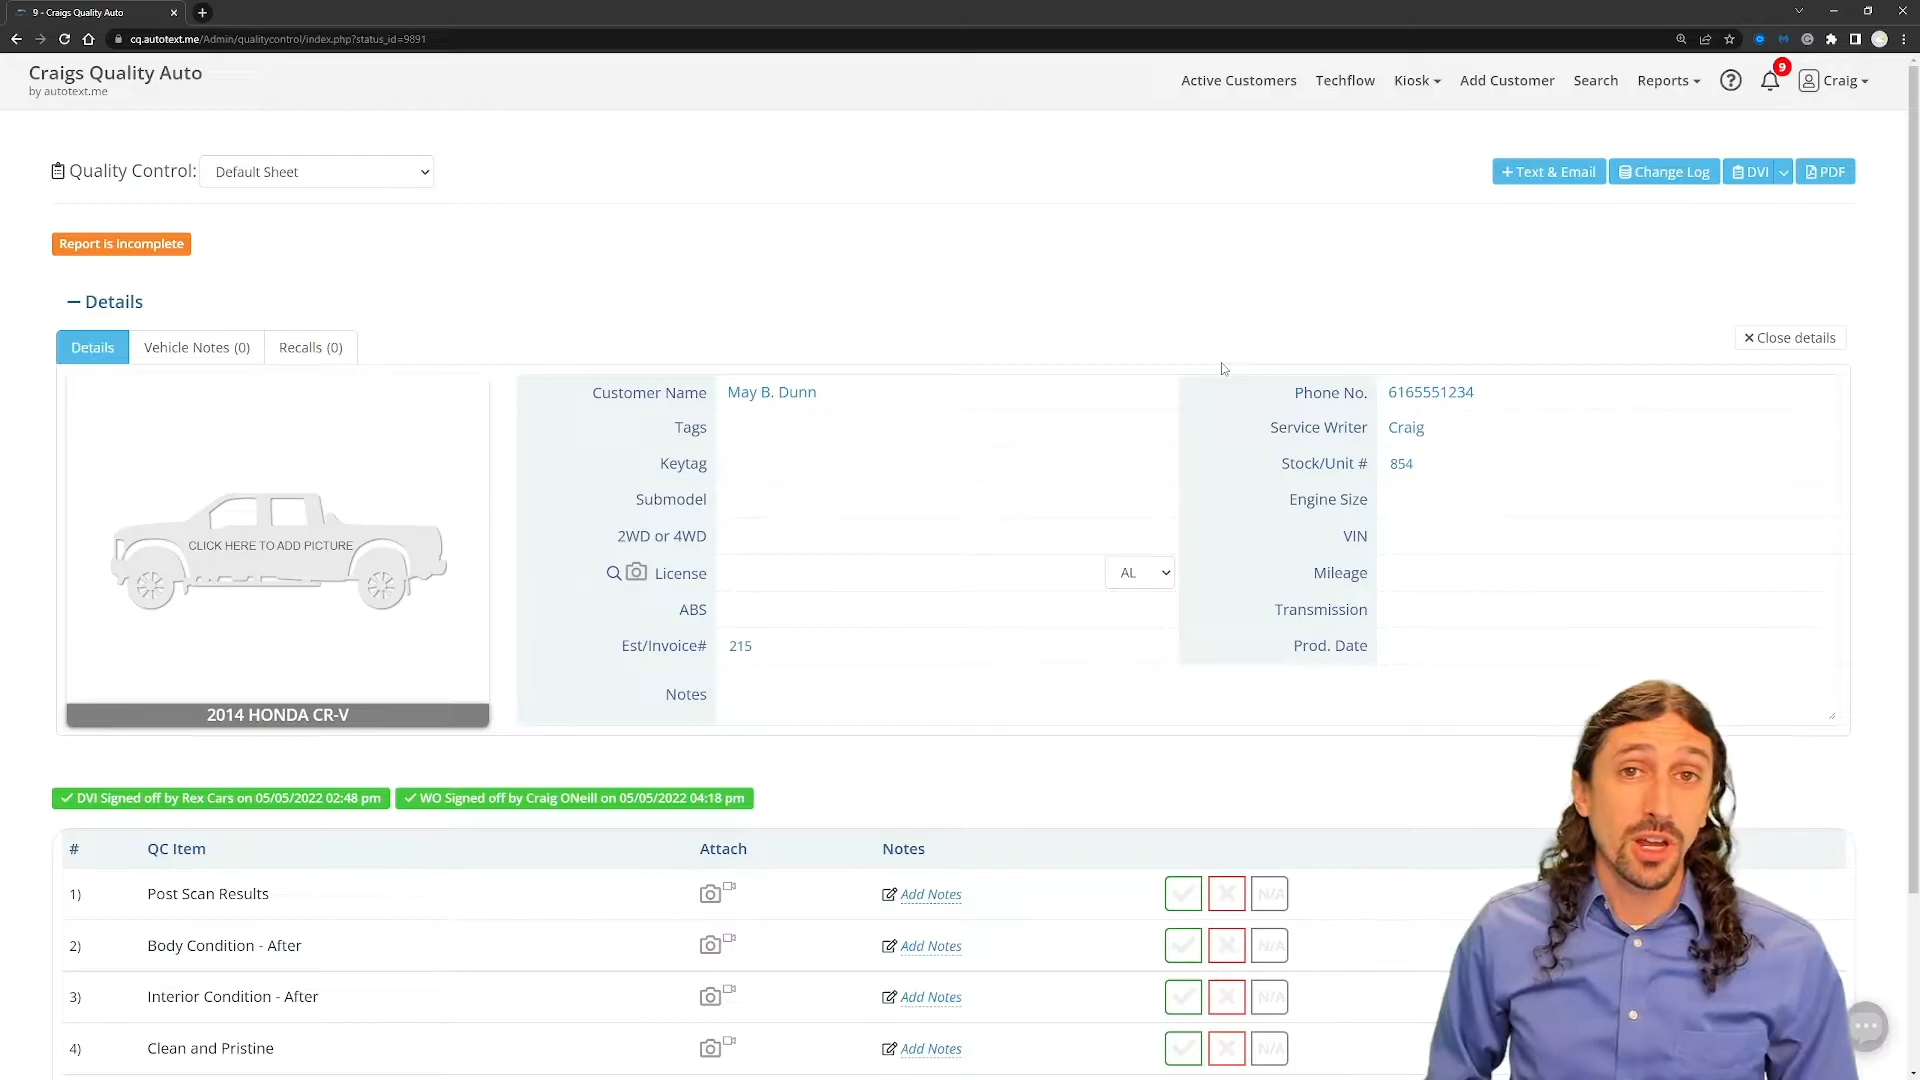 9 - Craigs Quality Auto
cq.autotext.me/Admin/qualitycontrol/index.php?status_id=9891
Craigs Quality Auto
by autotext.me
Active Customers
Techflow
Kiosk
Add Customer
Search
Reports
9
Craig
Quality Control:
Default Sheet
+ Text & Email
Change Log
DVI
PDF
Report is incomplete
Details
Details
Vehicle Notes (0)
Recalls (0)
Close details
CLICK HERE TO ADD PICTURE
2014 HONDA CR-V
Customer Name May B. Dunn
Phone No. 6165551234
Tags
Service Writer Craig
Keytag
Stock/Unit # 854
Submodel
Engine Size
2WD or 4WD
VIN
License AL
Mileage
ABS
Transmission
Est/Invoice# 215
Prod. Date
Notes
DVI Signed off by Rex Cars on 05/05/2022 02:48 pm
WO Signed off by Craig ONeill on 05/05/2022 04:18 pm
# QC Item Attach Notes
1) Post Scan Results Add Notes N/A
2) Body Condition - After Add Notes N/A
3) Interior Condition - After Add Notes N/A
4) Clean and Pristine Add Notes N/A